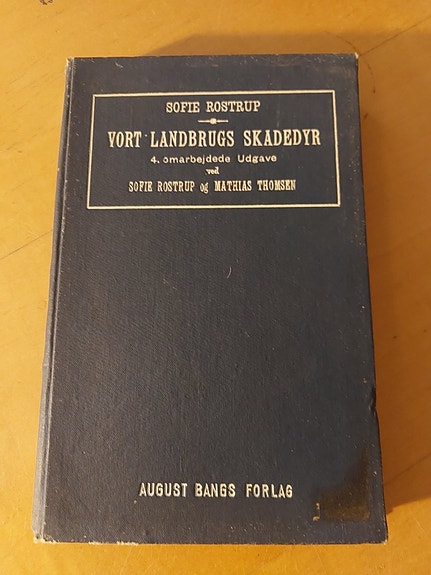 SOFIE ROSTRUP
VORT LANDBRUGS SKADEDYR
4. omarbejdede Udgave
ved
SOFIE ROSTRUP og MATHIAS THOMSEN
AUGUST BANGS FORLAG